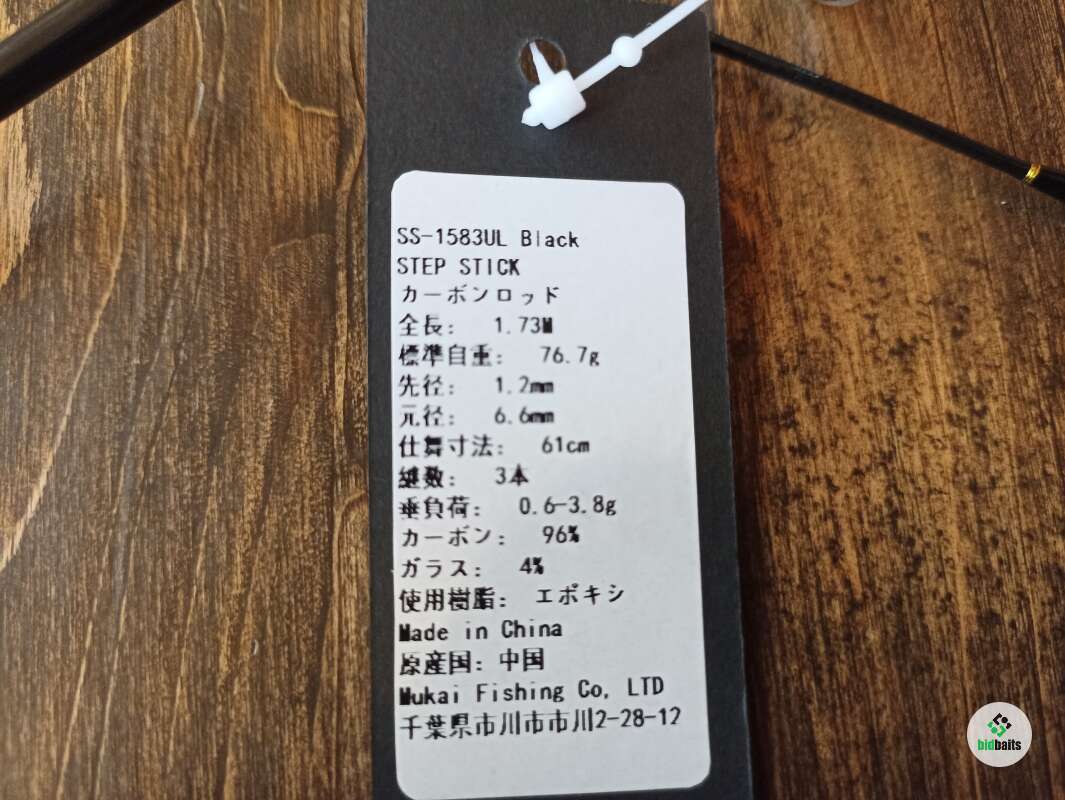 SS-1583UL Black
STEP STICK
カーボンロッド
全長： 1.73M
標準自重： 76.7g
先径： 1.2mm
元径： 6.6mm
仕舞寸法： 61cm
継数： 3本
垂負荷： 0.6-3.8g
カーボン： 96%
ガラス： 4%
使用樹脂： エポキシ
Made in China
原産国：中国
Mukai Fishing Co, LTD
千葉県市川市市川2-28-12
bidbaits